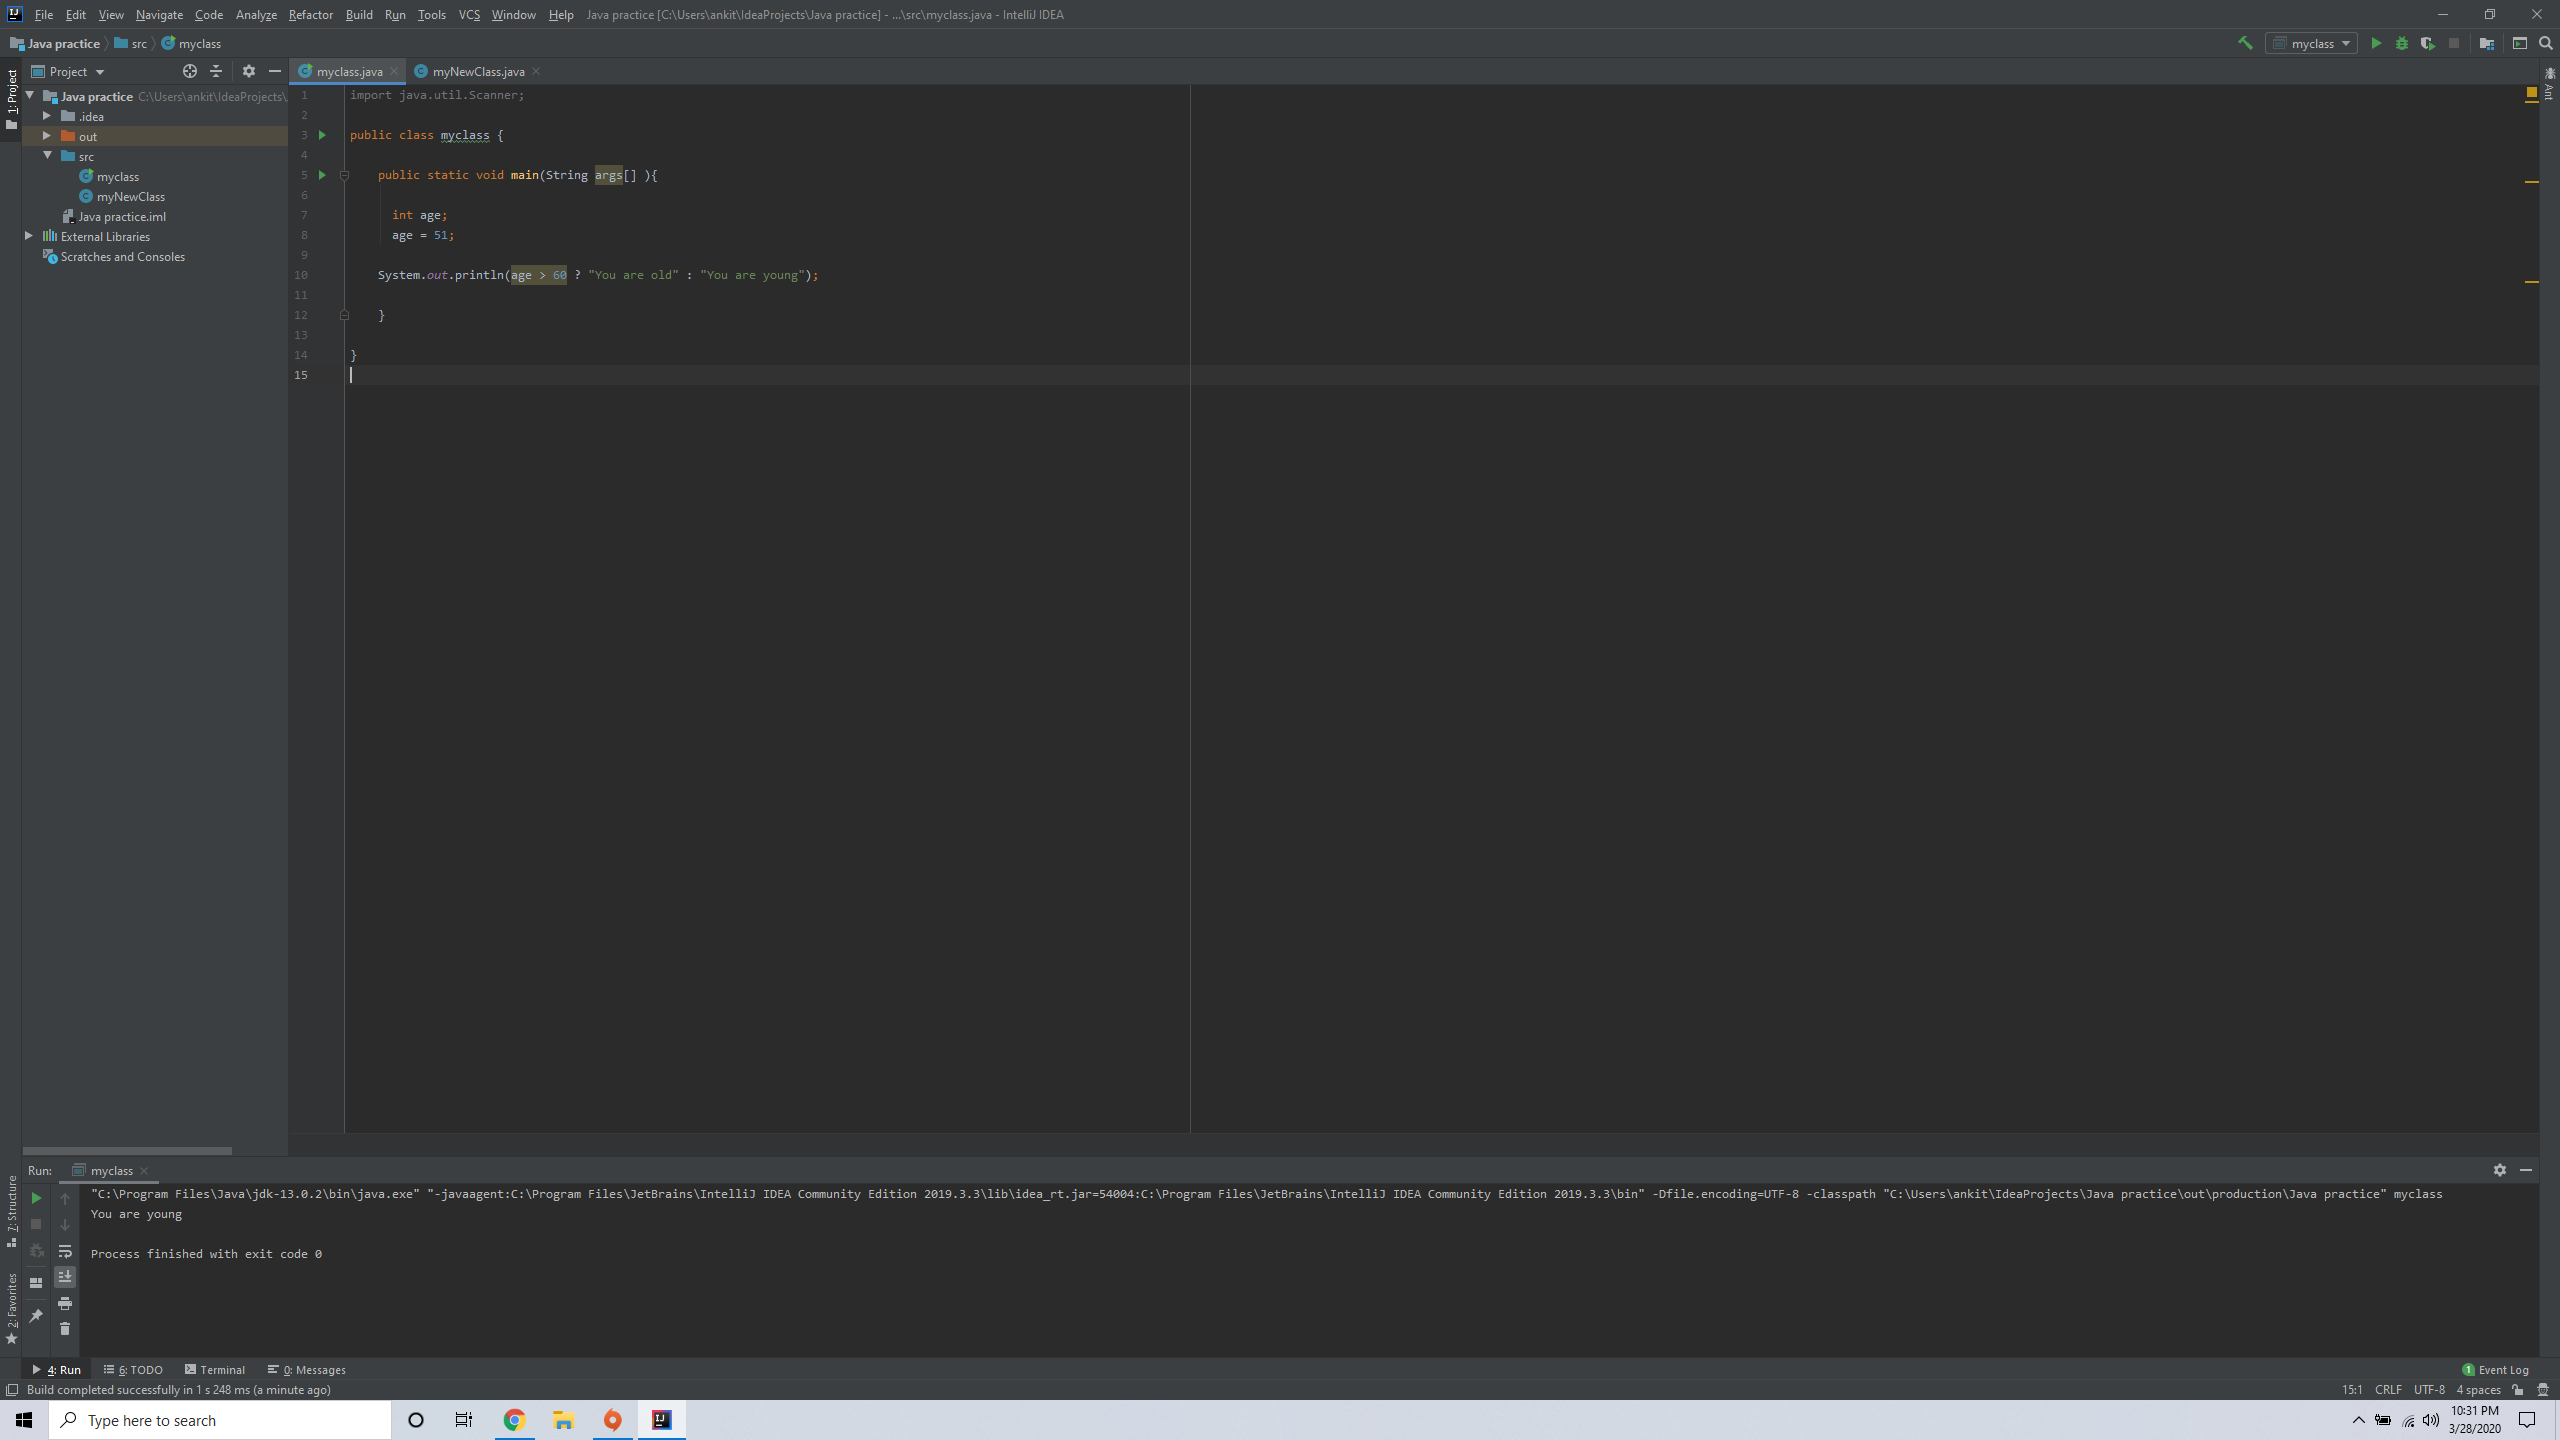 File Edit View Navigate Code Analyze Refactor Build Run Tools VCS Window Help Java practice [C:\Users\ankit\IdeaProjects\Java practice] - ...\src\myclass.java - IntelliJ IDEA
Java practice src myclass
myclass
Project
myclass.java myNewClass.java
1: Project
Ant
Java practice C:\Users\ankit\IdeaProjects\
.idea
out
src
myclass
myNewClass
Java practice.iml
External Libraries
Scratches and Consoles
1 import java.util.Scanner;
2
3 public class myclass {
4
5 public static void main(String args[] ){
6
7 int age;
8 age = 51;
9
10 System.out.println(age > 60 ? "You are old" : "You are young");
11
12 }
13
14 }
15
7: Structure
2: Favorites
Run: myclass
"C:\Program Files\Java\jdk-13.0.2\bin\java.exe" "-javaagent:C:\Program Files\JetBrains\IntelliJ IDEA Community Edition 2019.3.3\lib\idea_rt.jar=54004:C:\Program Files\JetBrains\IntelliJ IDEA Community Edition 2019.3.3\bin" -Dfile.encoding=UTF-8 -classpath "C:\Users\ankit\IdeaProjects\Java practice\out\production\Java practice" myclass
You are young
Process finished with exit code 0
4: Run 6: TODO Terminal 0: Messages
1 Event Log
Build completed successfully in 1 s 248 ms (a minute ago)
15:1 CRLF UTF-8 4 spaces
Type here to search
10:31 PM
3/28/2020